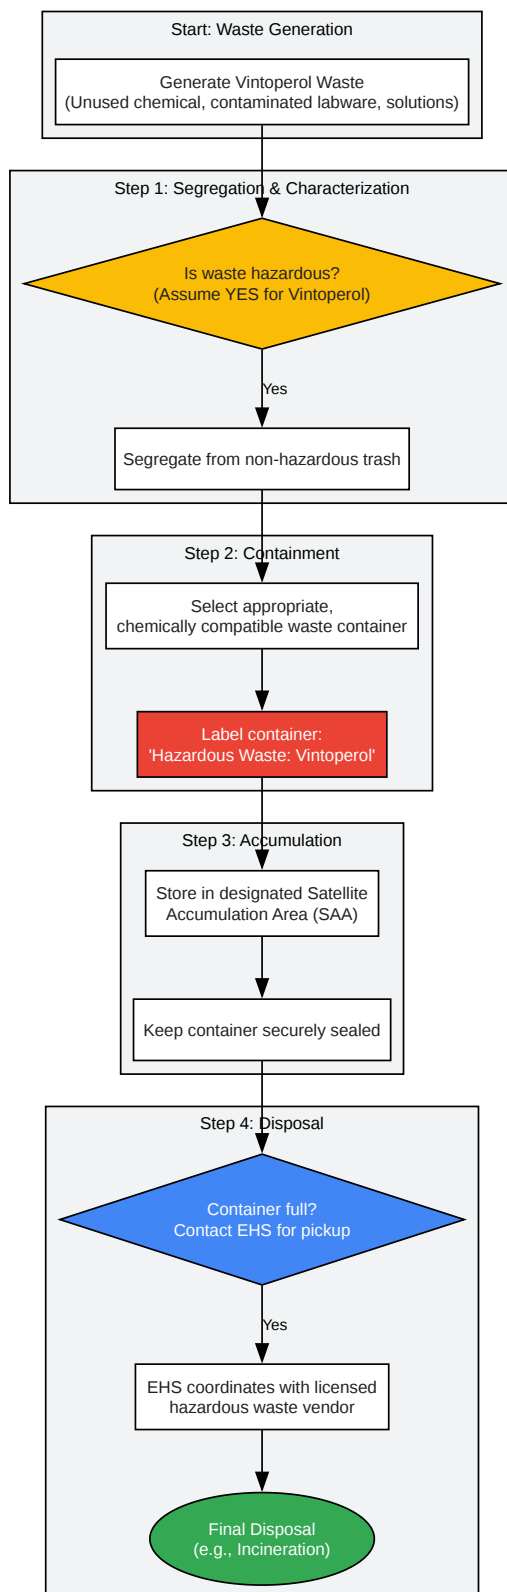 Start: Waste Generation
Generate Vintoperol Waste
(Unused chemical, contaminated labware, solutions)
Step 1: Segregation & Characterization
Is waste hazardous?
(Assume YES for Vintoperol)
Yes
Segregate from non-hazardous trash
Step 2: Containment
Select appropriate,
chemically compatible waste container
Label container:
'Hazardous Waste: Vintoperol'
Step 3: Accumulation
Store in designated Satellite
Accumulation Area (SAA)
Keep container securely sealed
Step 4: Disposal
Container full?
Contact EHS for pickup
Yes
EHS coordinates with licensed
hazardous waste vendor
Final Disposal
(e.g., Incineration)